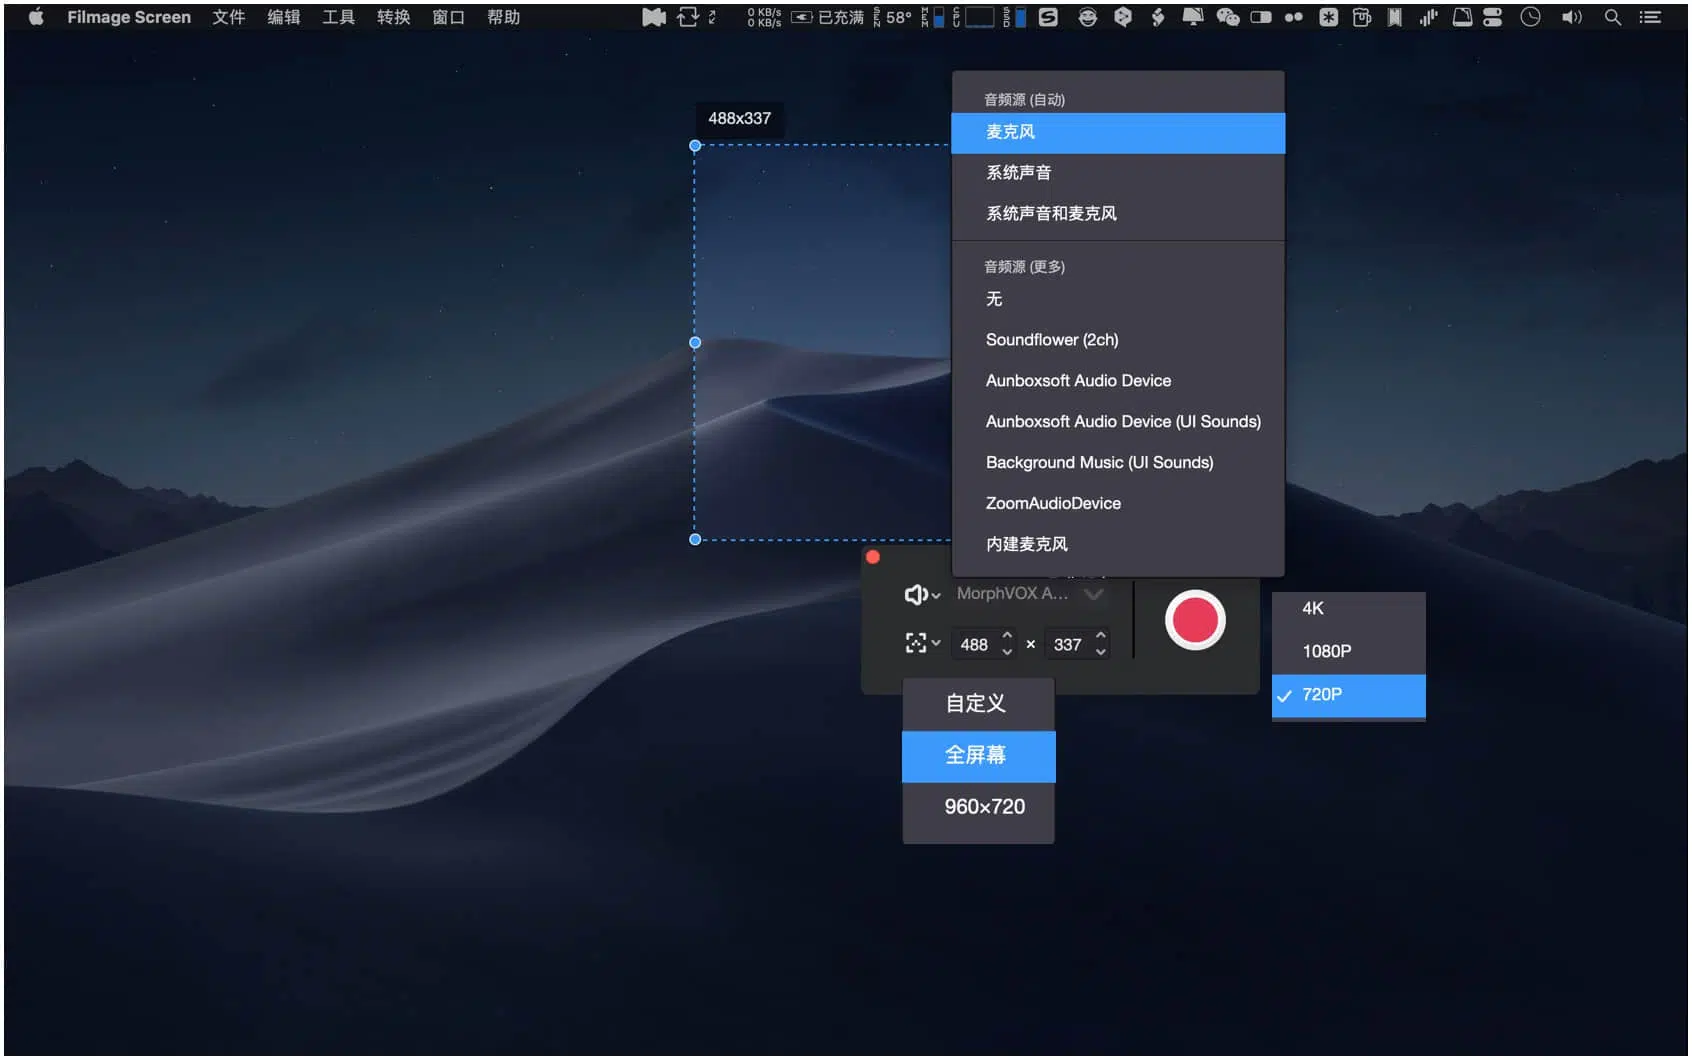 Filmage Screen 文件 编辑 工具 转换 窗口 帮助
0 KB/s
0 KB/s
已充满
SEN
58°
MEM
CPU
SSD
488x337
音频源 (自动)
麦克风
系统声音
系统声音和麦克风
音频源 (更多)
无
Soundflower (2ch)
Aunboxsoft Audio Device
Aunboxsoft Audio Device (UI Sounds)
Background Music (UI Sounds)
ZoomAudioDevice
内建麦克风
MorphVOX A...
488 × 337
自定义
全屏幕
960×720
4K
1080P
720P